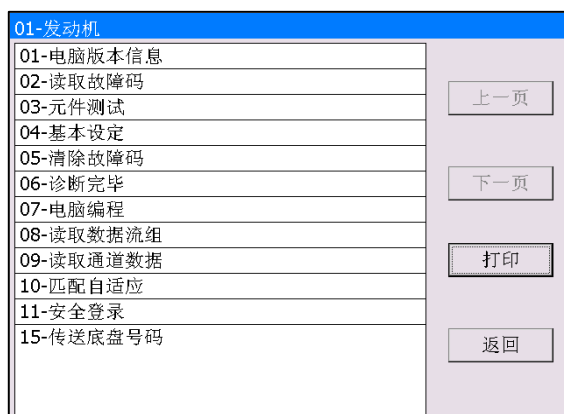 01-发动机
01-电脑版本信息
02-读取故障码
03-元件测试
04-基本设定
05-清除故障码
06-诊断完毕
07-电脑编程
08-读取数据流组
09-读取通道数据
10-匹配自适应
11-安全登录
15-传送底盘号码
上一页
下一页
打印
返回